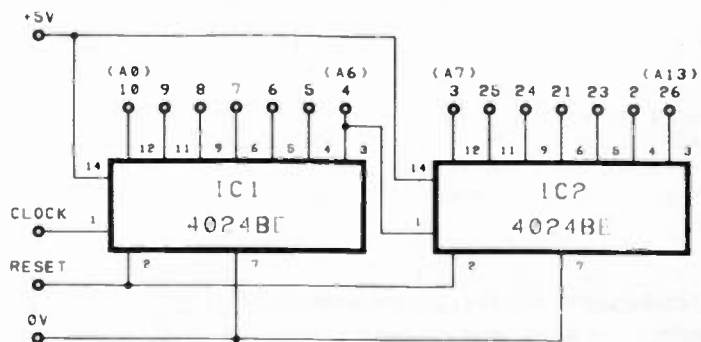 +5V
(A0) (A6) (A7) (A13)
10 9 8 7 6 5 4 3 25 24 21 23 2 26
12 11 9 6 5 4 3 12 11 9 6 5 4 3
14 14
IC1 IC2
CLOCK 1 4024BE 1 4024BE
RESET 2 7 2 7
0V